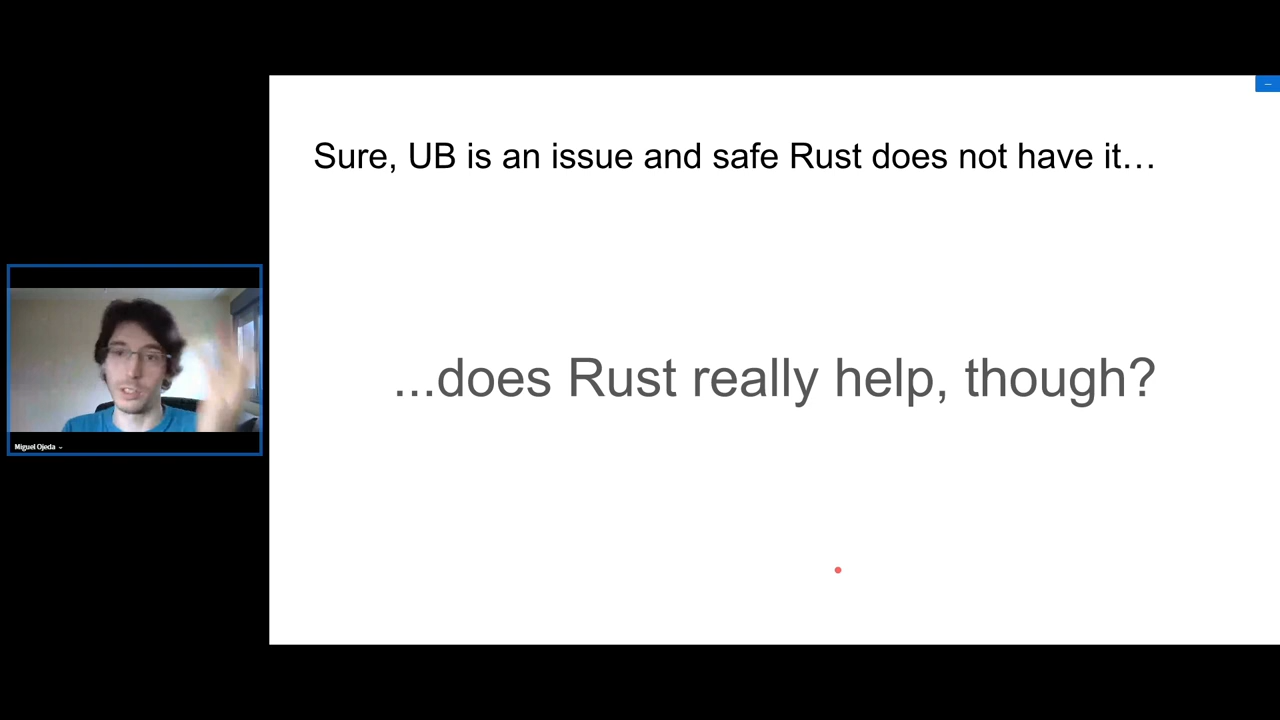 Sure, UB is an issue and safe Rust does not have it…
...does Rust really help, though?
Miguel Ojeda